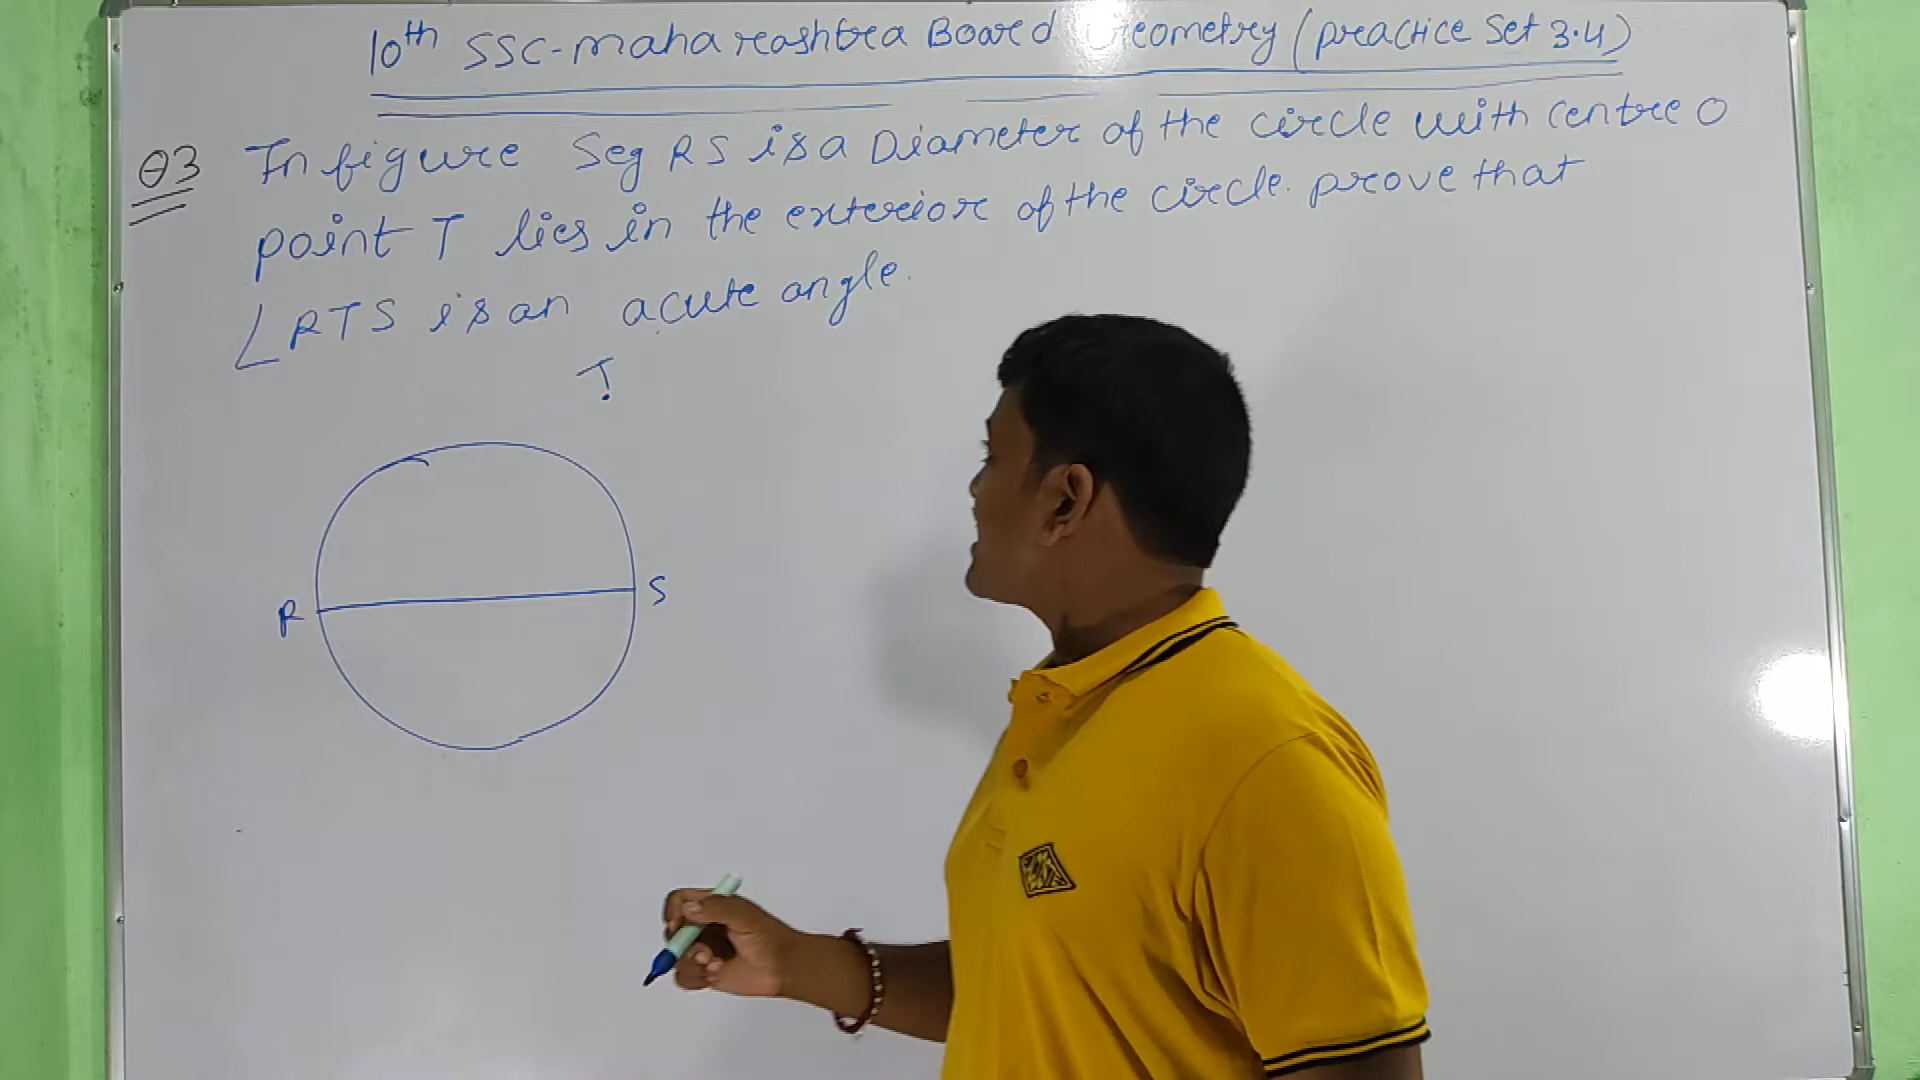 10th SSC-maharashtra Board Geometry (practice Set 3.4)
Q3 In figure Seg RS is a Diameter of the circle with centre O
point T lies in the exterior of the circle. prove that
∠RTS is an acute angle.
T
R S